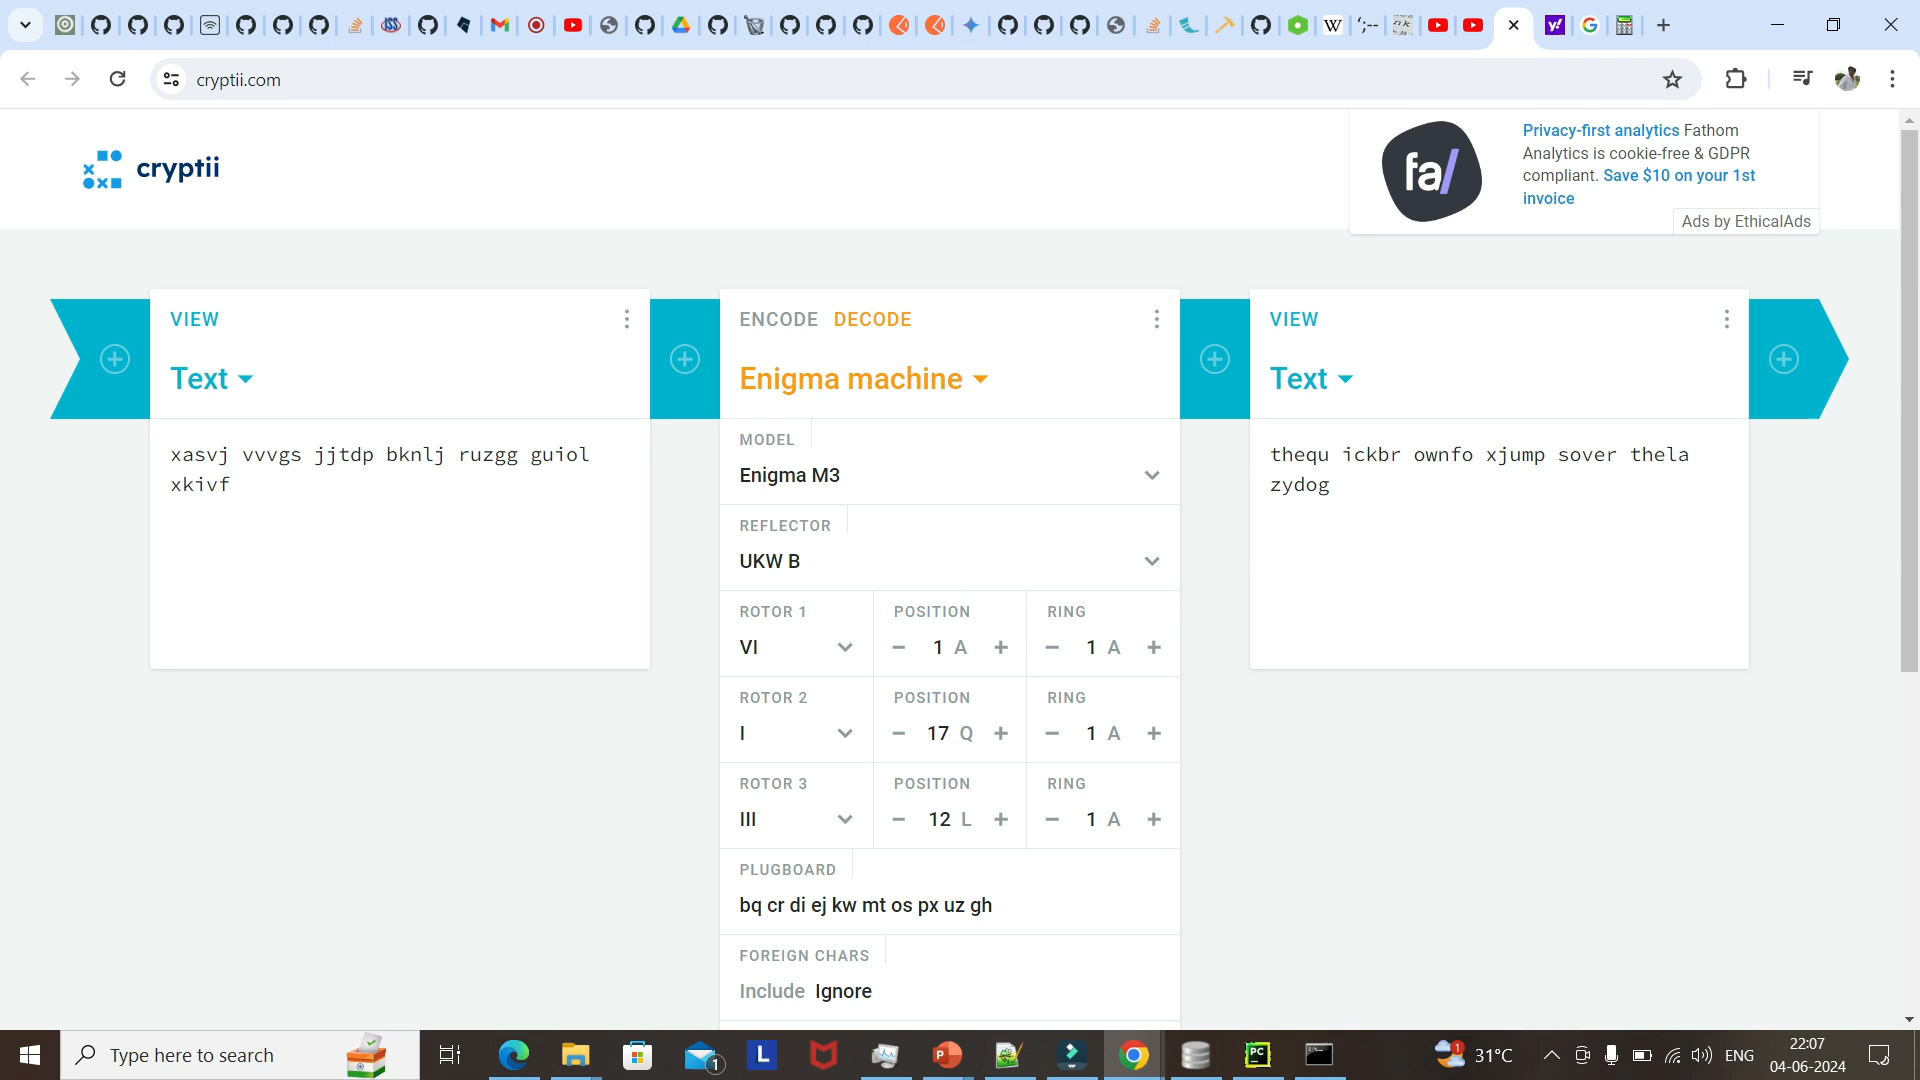 cryptii.com
cryptii
fa/
Privacy-first analytics Fathom
Analytics is cookie-free & GDPR
compliant. Save $10 on your 1st
invoice
Ads by EthicalAds
VIEW
Text
xasvj vvvgs jjtdp bknlj ruzgg guiol
xkivf
ENCODE DECODE
Enigma machine
MODEL
Enigma M3
REFLECTOR
UKW B
ROTOR 1 POSITION RING
VI − 1 A + − 1 A +
ROTOR 2 POSITION RING
I − 17 Q + − 1 A +
ROTOR 3 POSITION RING
III − 12 L + − 1 A +
PLUGBOARD
bq cr di ej kw mt os px uz gh
FOREIGN CHARS
Include Ignore
VIEW
Text
thequ ickbr ownfo xjump sover thela
zydog
Type here to search
1
L
P
PC
1
31°C
ENG
22:07
04-06-2024